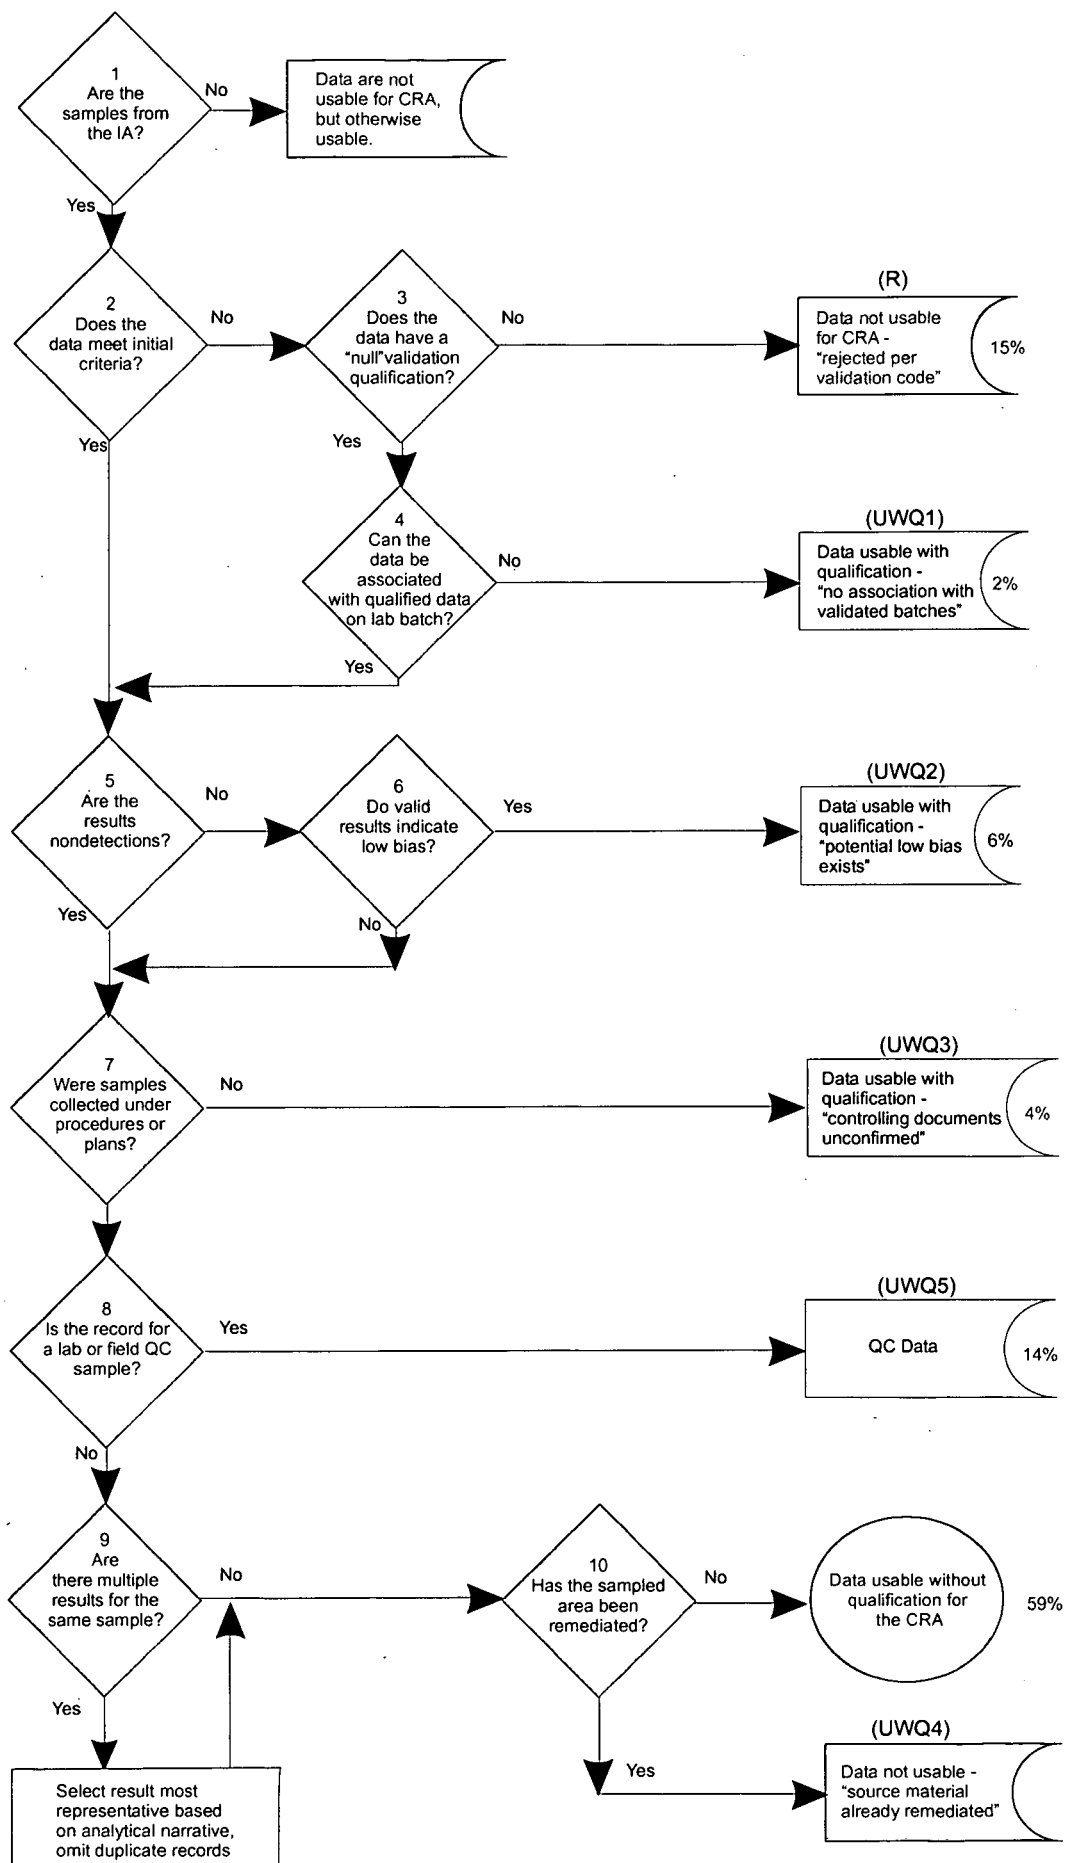 1
Are the
samples from
the IA?
No
Data are not
usable for CRA,
but otherwise
usable.
Yes
2
Does the
data meet initial
criteria?
No
3
Does the
data have a
"null"validation
qualification?
No
(R)
Data not usable
for CRA -
"rejected per
validation code"
15%
Yes
Yes
4
Can the
data be
associated
with qualified data
on lab batch?
No
(UWQ1)
Data usable with
qualification -
"no association with
validated batches"
2%
Yes
5
Are the
results
nondetections?
No
6
Do valid
results indicate
low bias?
Yes
(UWQ2)
Data usable with
qualification -
"potential low bias
exists"
6%
Yes
No
7
Were samples
collected under
procedures or
plans?
No
(UWQ3)
Data usable with
qualification -
"controlling documents
unconfirmed"
4%
8
Is the record for
a lab or field QC
sample?
Yes
(UWQ5)
QC Data
14%
No
9
Are
there multiple
results for the
same sample?
No
10
Has the sampled
area been
remediated?
No
Data usable without
qualification for
the CRA
59%
Yes
Select result most
representative based
on analytical narrative,
omit duplicate records
Yes
(UWQ4)
Data not usable -
"source material
already remediated"